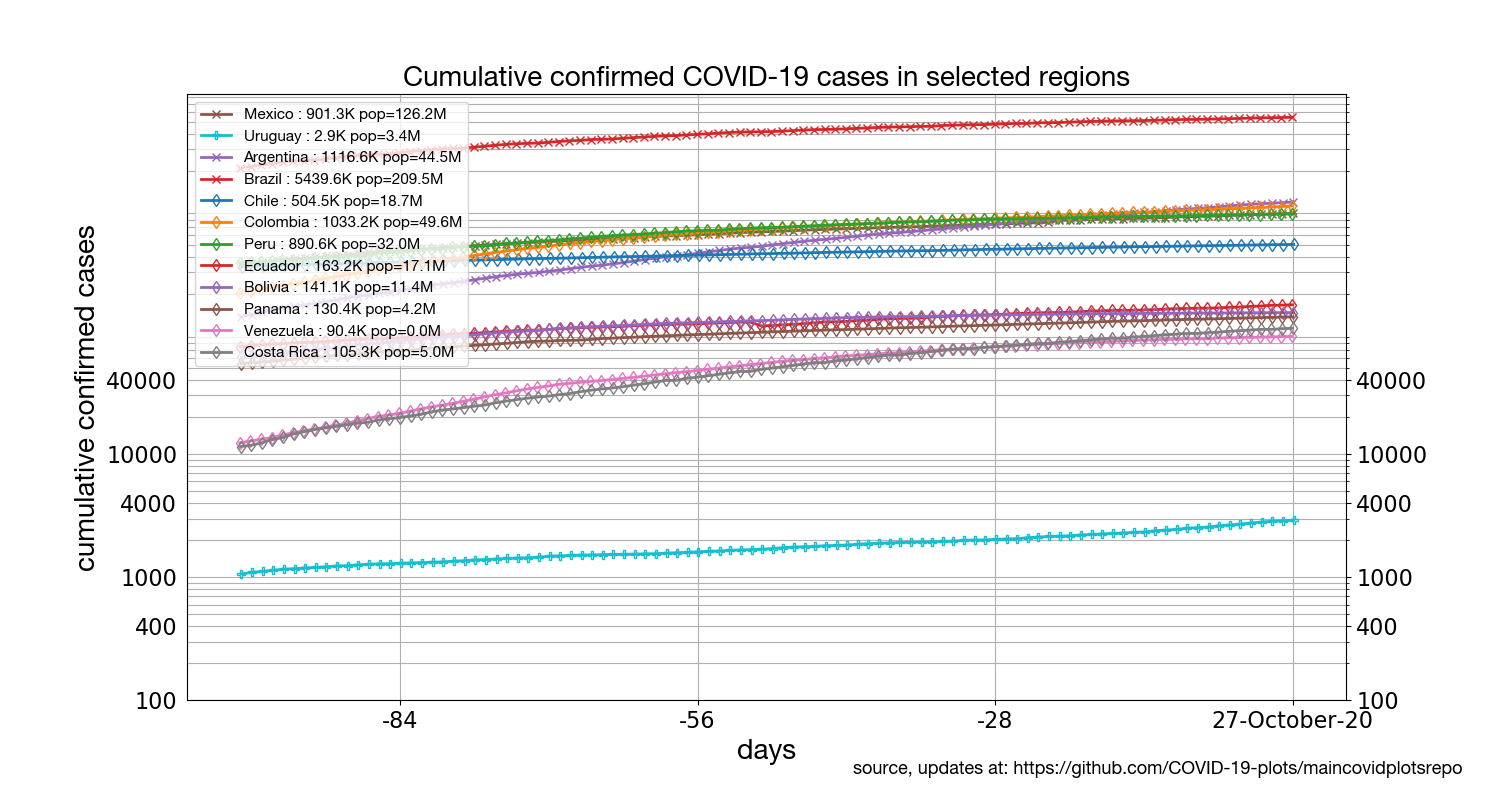 Cumulative confirmed COVID-19 cases in selected regions
Mexico : 901.3K pop=126.2M
Uruguay : 2.9K pop=3.4M
Argentina : 1116.6K pop=44.5M
Brazil : 5439.6K pop=209.5M
Chile : 504.5K pop=18.7M
Colombia : 1033.2K pop=49.6M
Peru : 890.6K pop=32.0M
Ecuador : 163.2K pop=17.1M
Bolivia : 141.1K pop=11.4M
Panama : 130.4K pop=4.2M
Venezuela : 90.4K pop=0.0M
Costa Rica : 105.3K pop=5.0M
cumulative confirmed cases
40000
10000
4000
1000
400
100
40000
10000
4000
1000
400
100
-84
-56
-28
27-October-20
days
source, updates at: https://github.com/COVID-19-plots/maincovidplotsrepo